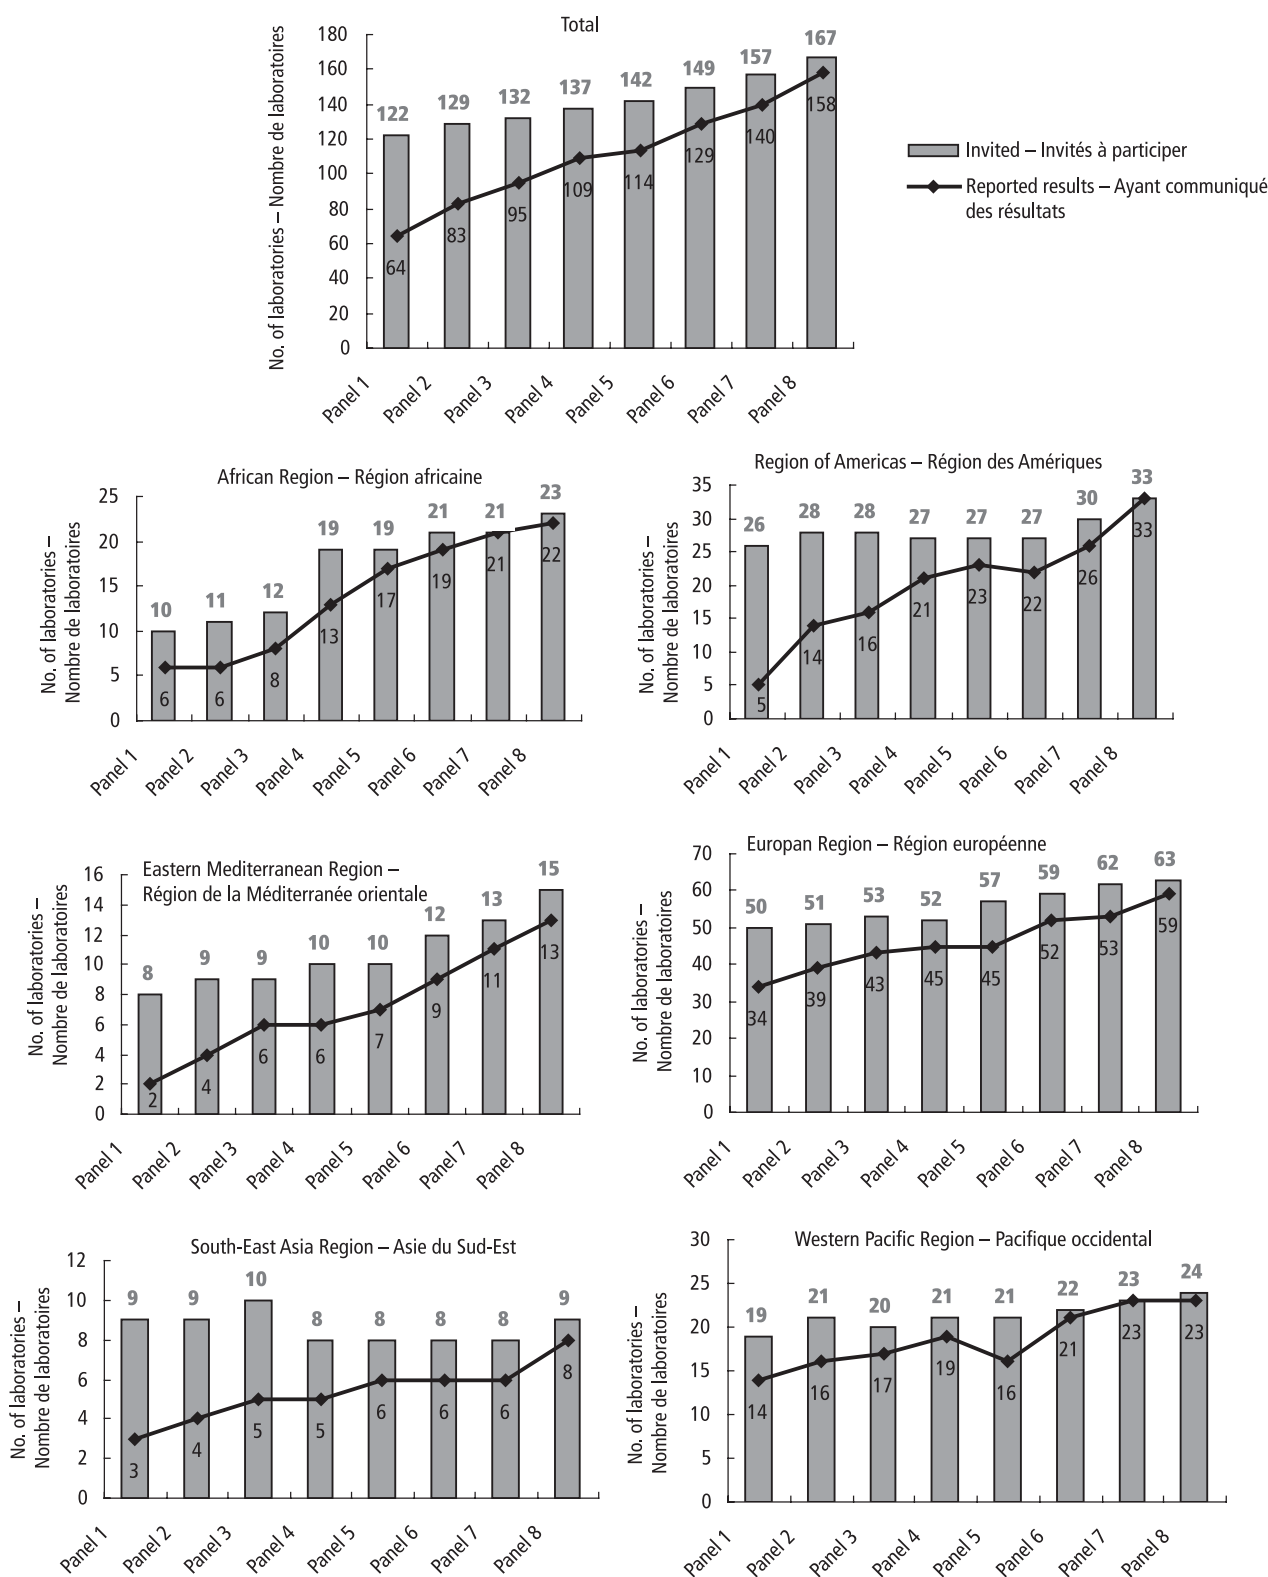 Total
No. of laboratories – Nombre de laboratoires
180
160
140
120
100
80
60
40
20
0
122
129
132
137
142
149
157
167
64
83
95
109
114
129
140
158
Panel 1
Panel 2
Panel 3
Panel 4
Panel 5
Panel 6
Panel 7
Panel 8
Invited – Invités à participer
Reported results – Ayant communiqué
des résultats
African Region – Région africaine
No. of laboratories –
Nombre de laboratoires
25
20
15
10
5
0
10
11
12
19
19
21
21
23
6
6
8
13
17
19
21
22
Panel 1
Panel 2
Panel 3
Panel 4
Panel 5
Panel 6
Panel 7
Panel 8
Region of Americas – Région des Amériques
No. of laboratories –
Nombre de laboratoires
35
30
25
20
15
10
5
0
26
28
28
27
27
27
30
33
5
14
16
21
23
22
26
33
Panel 1
Panel 2
Panel 3
Panel 4
Panel 5
Panel 6
Panel 7
Panel 8
Eastern Mediterranean Region –
Région de la Méditerranée orientale
No. of laboratories –
Nombre de laboratoires
16
14
12
10
8
6
4
2
0
8
9
9
10
10
12
13
15
2
4
6
6
7
9
11
13
Panel 1
Panel 2
Panel 3
Panel 4
Panel 5
Panel 6
Panel 7
Panel 8
Europan Region – Région européenne
No. of laboratories –
Nombre de laboratoires
70
60
50
40
30
20
10
0
50
51
53
52
57
59
62
63
34
39
43
45
45
52
53
59
Panel 1
Panel 2
Panel 3
Panel 4
Panel 5
Panel 6
Panel 7
Panel 8
South-East Asia Region – Asie du Sud-Est
No. of laboratories –
Nombre de laboratoires
12
10
8
6
4
2
0
9
9
10
8
8
8
8
9
3
4
5
5
6
6
6
8
Panel 1
Panel 2
Panel 3
Panel 4
Panel 5
Panel 6
Panel 7
Panel 8
Western Pacific Region – Pacifique occidental
No. of laboratories –
Nombre de laboratoires
30
25
20
15
10
5
0
19
21
20
21
21
22
23
24
14
16
17
19
16
21
23
23
Panel 1
Panel 2
Panel 3
Panel 4
Panel 5
Panel 6
Panel 7
Panel 8